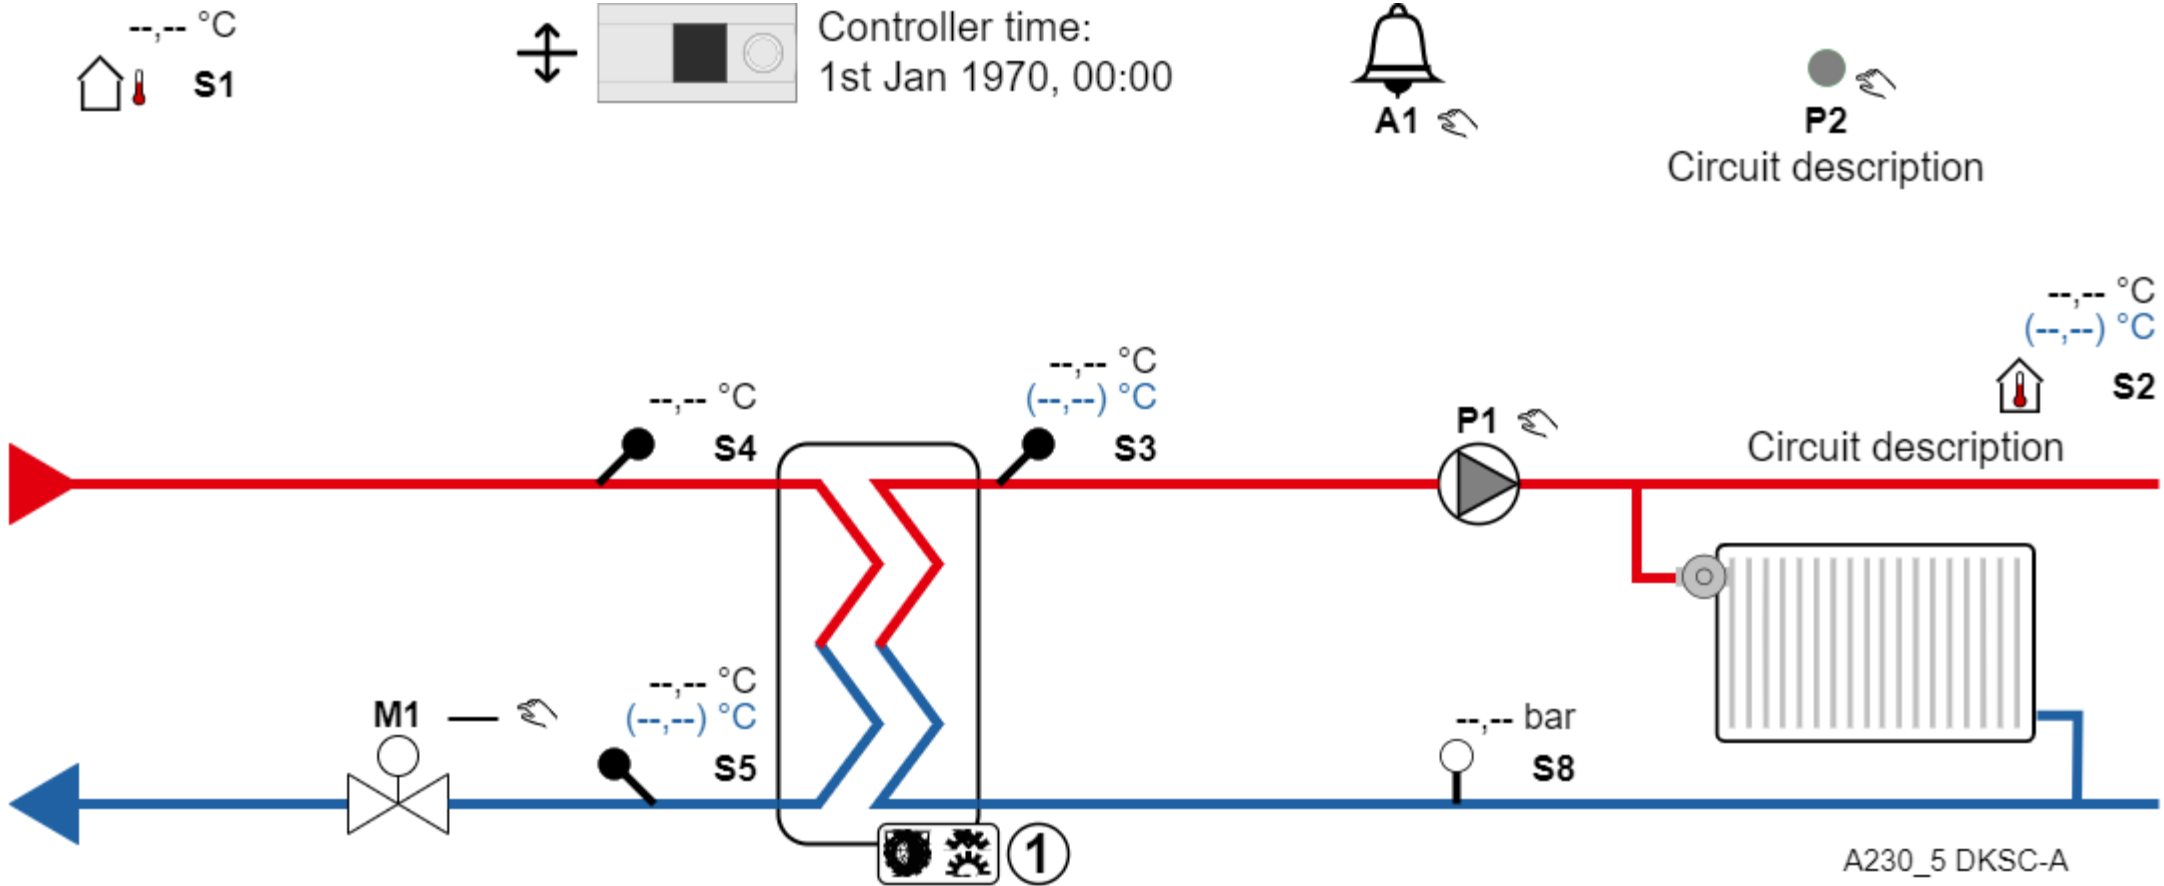 --,-- °C
S1
Controller time:
1st Jan 1970, 00:00
A1
P2
Circuit description
--,-- °C
(--,--) °C
S2
Circuit description
--,-- °C
S4
--,-- °C
(--,--) °C
S3
P1
M1
--,-- °C
(--,--) °C
S5
--,-- bar
S8
1
A230_5 DKSC-A